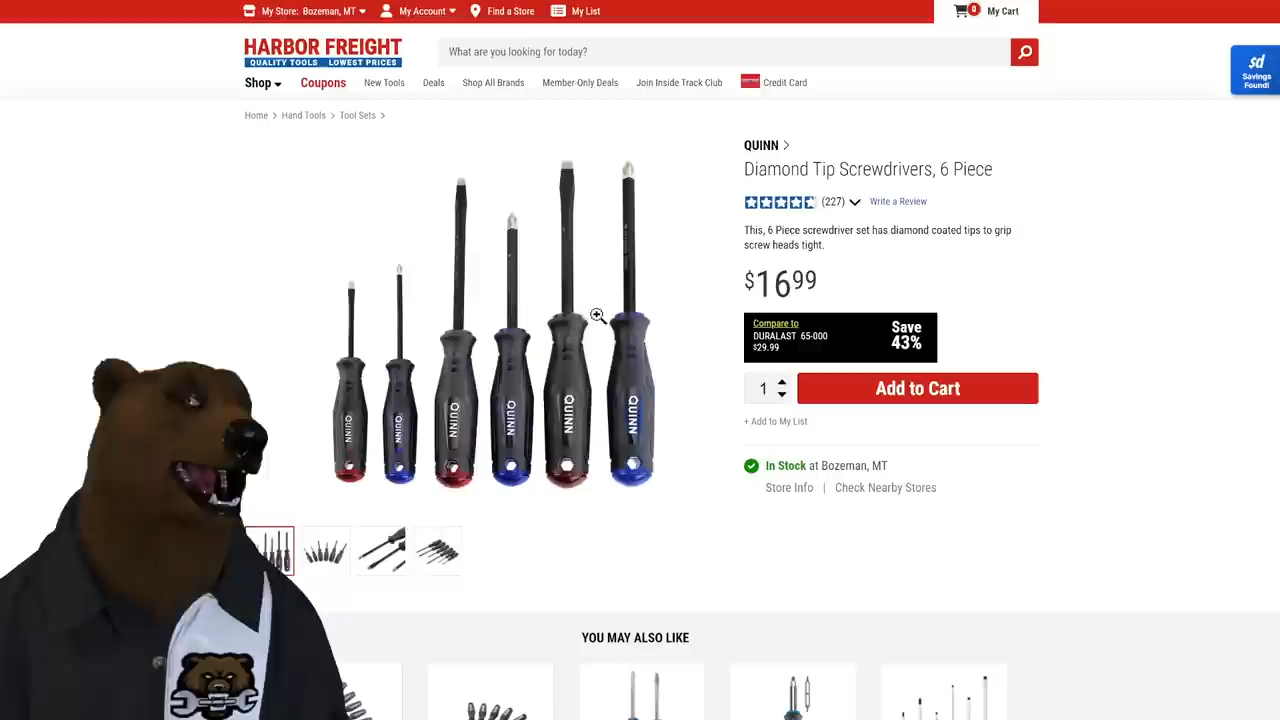 My Store: Bozeman, MT
My Account
Find a Store
My List
0
My Cart
HARBOR FREIGHT
QUALITY TOOLS LOWEST PRICES
What are you looking for today?
sd
Savings
Found!
Shop
Coupons
New Tools
Deals
Shop All Brands
Member-Only Deals
Join Inside Track Club
Credit Card
Home > Hand Tools > Tool Sets >
QUINN >
Diamond Tip Screwdrivers, 6 Piece
(227)
Write a Review
This, 6 Piece screwdriver set has diamond coated tips to grip
screw heads tight.
$16.99
Compare to
DURALAST 65-000
$29.99
Save
43%
1
Add to Cart
+ Add to My List
In Stock at Bozeman, MT
Store Info | Check Nearby Stores
QUINN
QUINN
QUINN
QUINN
QUINN
QUINN
YOU MAY ALSO LIKE